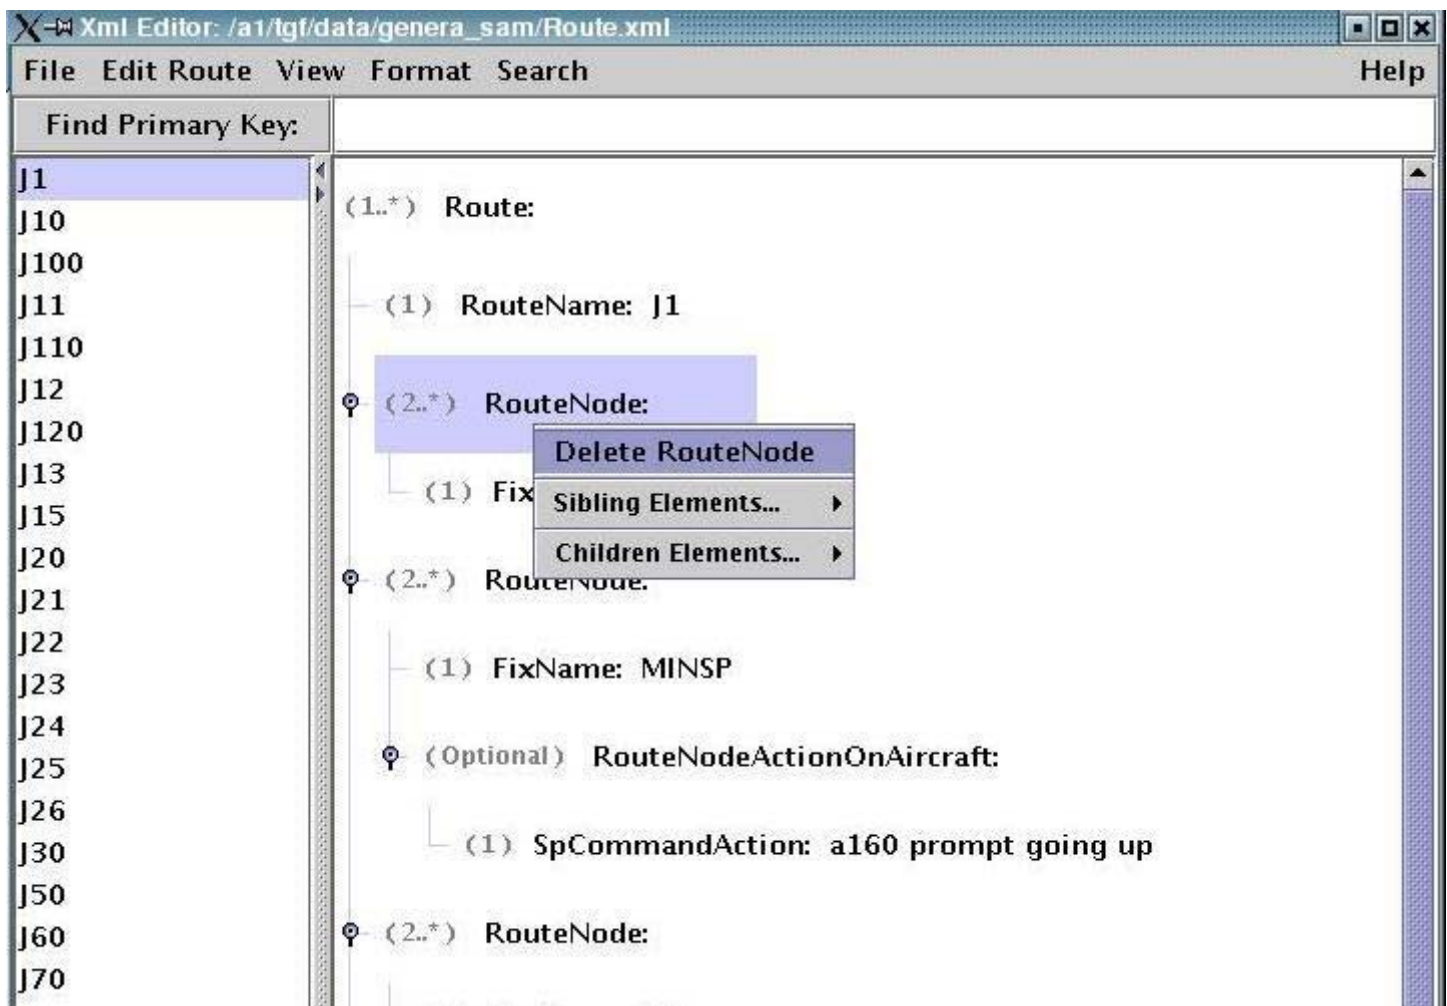 Xml Editor: /a1/tgf/data/genera_sam/Route.xml
File Edit Route View Format Search Help
Find Primary Key:
J1
J10
J100
J11
J110
J12
J120
J13
J15
J20
J21
J22
J23
J24
J25
J26
J30
J50
J60
J70
(1..*) Route:
(1) RouteName: J1
(2..*) RouteNode:
Delete RouteNode
(1) Fix
Sibling Elements...
Children Elements...
(2..*) RouteNode:
(1) FixName: MINSP
(Optional) RouteNodeActionOnAircraft:
(1) SpCommandAction: a160 prompt going up
(2..*) RouteNode: